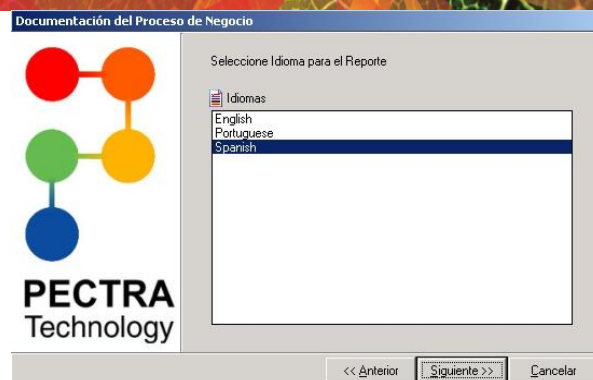 Documentación del Proceso de Negocio
Seleccione Idioma para el Reporte
Idiomas
English
Portuguese
Spanish
PECTRA
Technology
<< Anterior
Siguiente >>
Cancelar